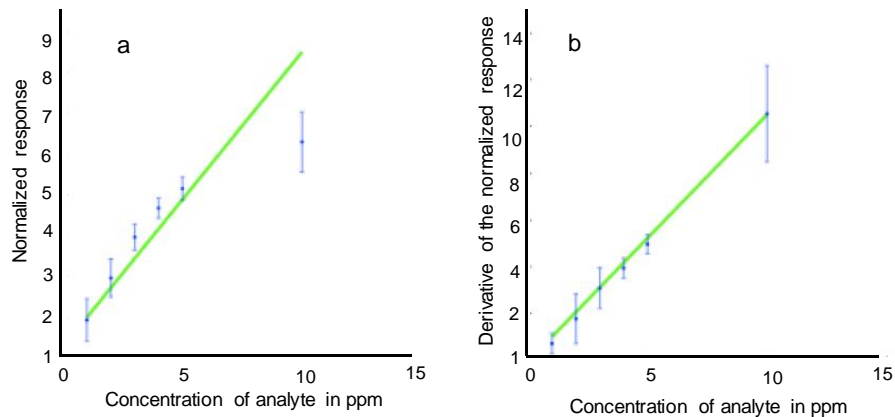 a
9
8
7
6
5
4
3
2
1
Normalized response
0 5 10 15
Concentration of analyte in ppm
b
14
12
10
8
6
4
2
1
Derivative of the normalized response
0 5 10 15
Concentration of analyte in ppm